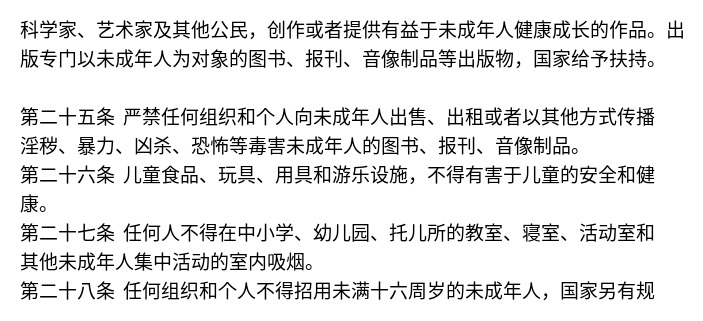 科学家、艺术家及其他公民，创作或者提供有益于未成年人健康成长的作品。出
版专门以未成年人为对象的图书、报刊、音像制品等出版物，国家给予扶持。
第二十五条 严禁任何组织和个人向未成年人出售、出租或者以其他方式传播
淫秽、暴力、凶杀、恐怖等毒害未成年人的图书、报刊、音像制品。
第二十六条 儿童食品、玩具、用具和游乐设施，不得有害于儿童的安全和健
康。
第二十七条 任何人不得在中小学、幼儿园、托儿所的教室、寝室、活动室和
其他未成年人集中活动的室内吸烟。
第二十八条 任何组织和个人不得招用未满十六周岁的未成年人，国家另有规